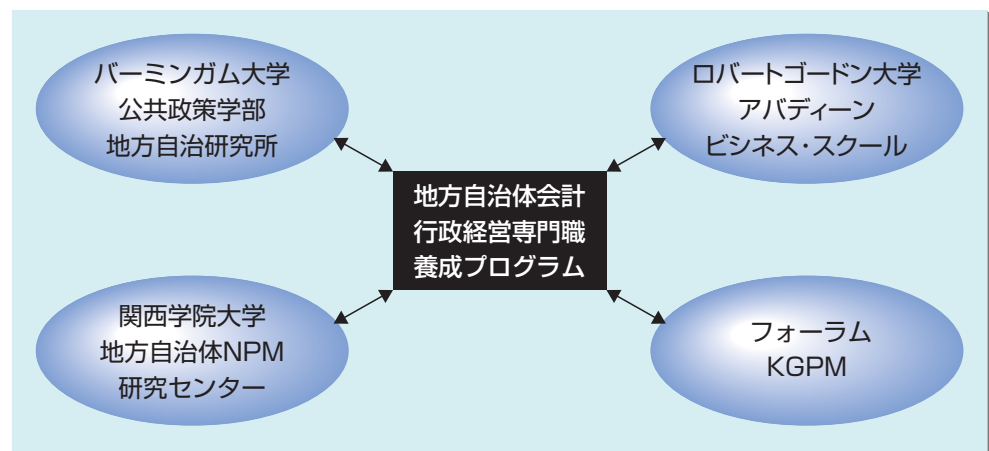 バーミンガム大学
公共政策学部
地方自治研究所
ロバートゴードン大学
アバディーン
ビシネス・スクール
地方自治体会計
行政経営専門職
養成プログラム
関西学院大学
地方自治体NPM
研究センター
フォーラム
KGPM